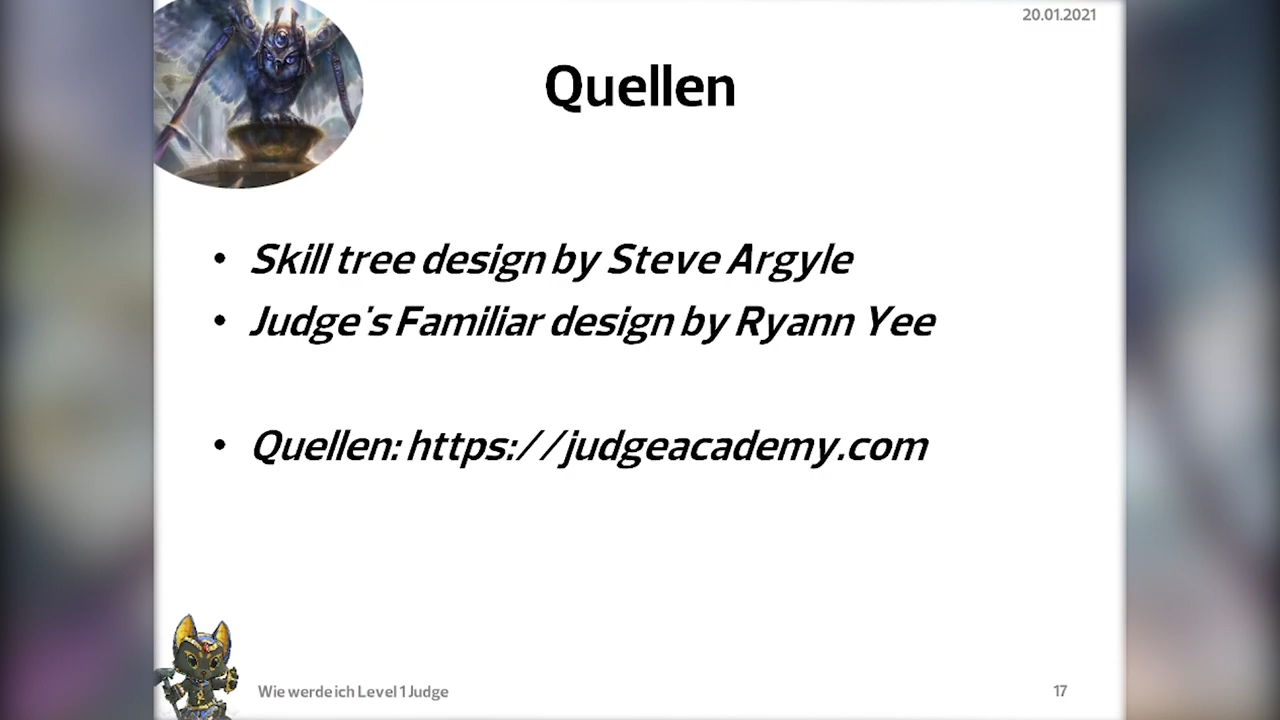 20.01.2021
Quellen
• Skill tree design by Steve Argyle
• Judge's Familiar design by Ryann Yee
• Quellen: https://judgeacademy.com
Wie werde ich Level 1 Judge
17